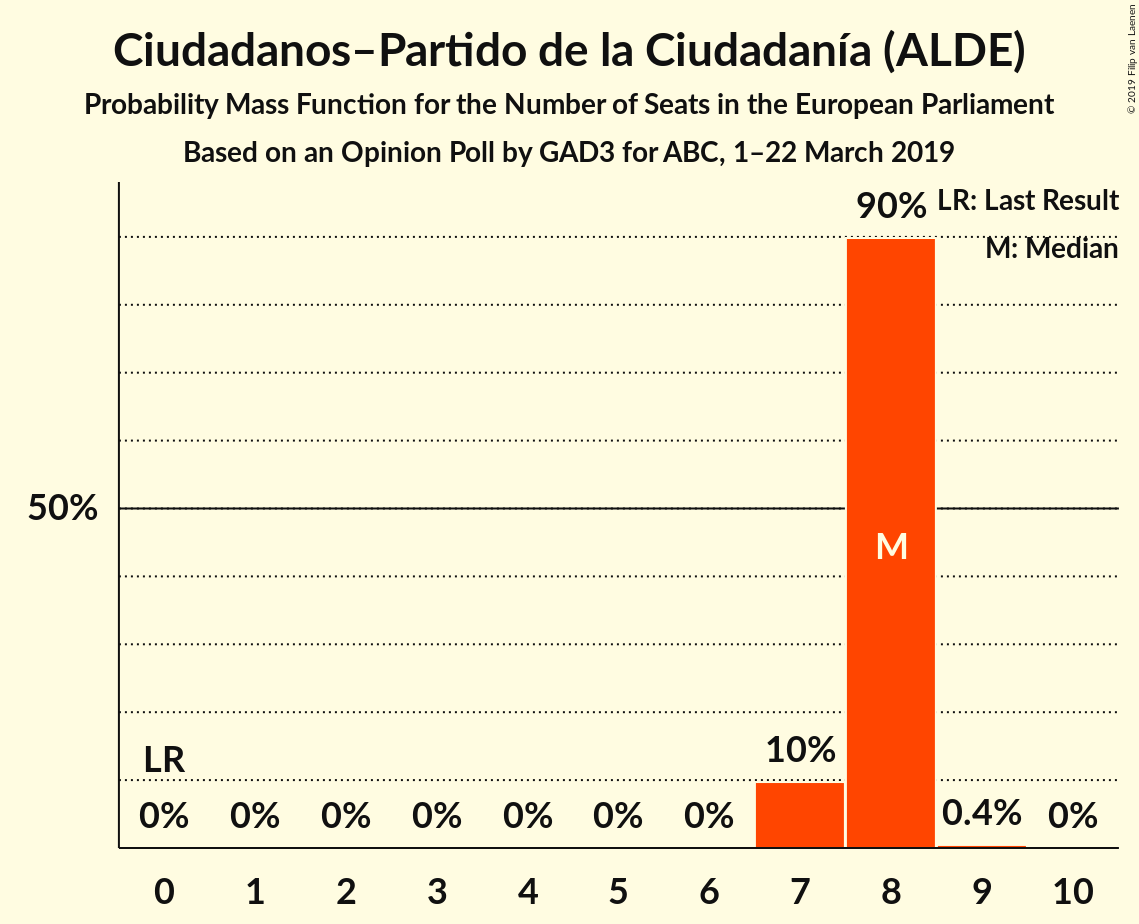 Ciudadanos–Partido de la Ciudadanía (ALDE)
Probability Mass Function for the Number of Seats in the European Parliament
Based on an Opinion Poll by GAD3 for ABC, 1–22 March 2019
© 2019 Filip van Laenen
90% LR: Last Result
M: Median
50%
M
LR
10%
0% 0% 0% 0% 0% 0% 0% 0.4% 0%
0 1 2 3 4 5 6 7 8 9 10